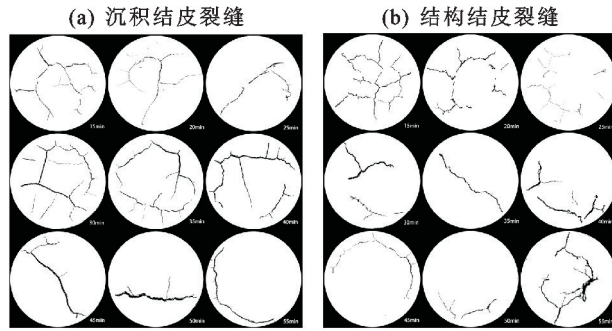 (a) 沉积结皮裂缝
(b) 结构结皮裂缝
15min
20min
25min
15min
20min
25min
30min
35min
40min
30min
35min
40min
45min
50min
55min
45min
50min
55min